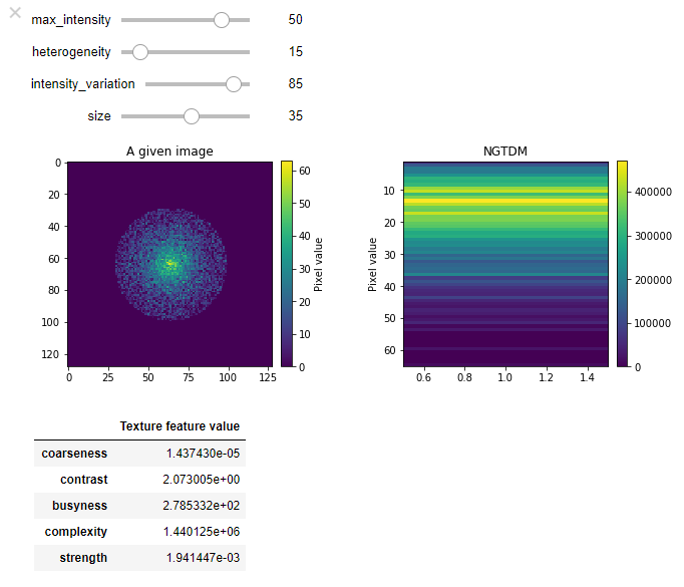 max_intensity 50
heterogeneity 15
intensity_variation 85
size 35
A given image
0
20
40
60
80
100
120
0 25 50 75 100 125
60
50
40
30
20
10
0
Pixel value
NGTDM
Pixel value
10
20
30
40
50
60
0.6 0.8 1.0 1.2 1.4
400000
300000
200000
100000
0
Texture feature value
coarseness 1.437430e-05
contrast 2.073005e+00
busyness 2.785332e+02
complexity 1.440125e+06
strength 1.941447e-03